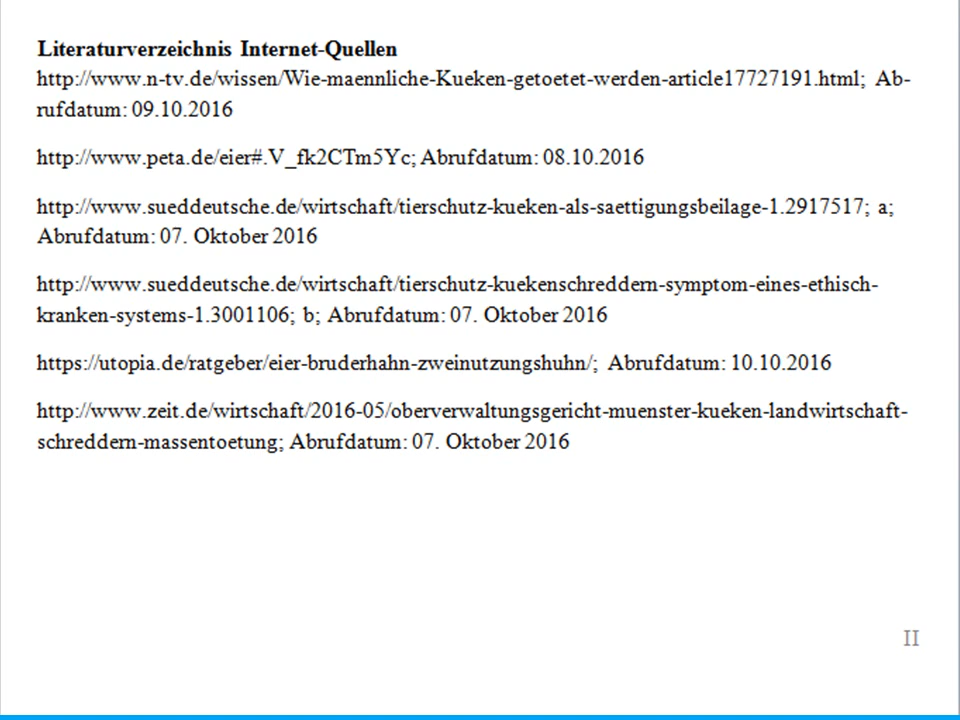 Literaturverzeichnis Internet-Quellen
http://www.n-tv.de/wissen/Wie-maennliche-Kueken-getoetet-werden-article17727191.html; Ab-
rufdatum: 09.10.2016
http://www.peta.de/eier#.V_fk2CTm5Yc; Abrufdatum: 08.10.2016
http://www.sueddeutsche.de/wirtschaft/tierschutz-kueken-als-saettigungsbeilage-1.2917517; a;
Abrufdatum: 07. Oktober 2016
http://www.sueddeutsche.de/wirtschaft/tierschutz-kuekenschreddern-symptom-eines-ethisch-
kranken-systems-1.3001106; b; Abrufdatum: 07. Oktober 2016
https://utopia.de/ratgeber/eier-bruderhahn-zweinutzungshuhn/; Abrufdatum: 10.10.2016
http://www.zeit.de/wirtschaft/2016-05/oberverwaltungsgericht-muenster-kueken-landwirtschaft-
schreddern-massentoetung; Abrufdatum: 07. Oktober 2016
II